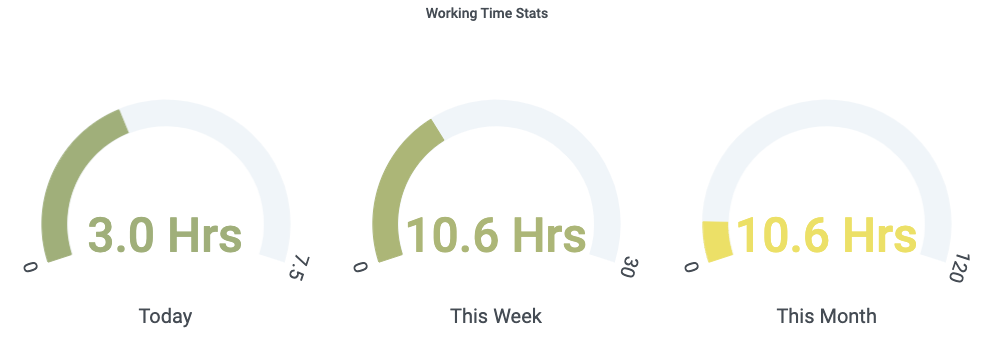 Working Time Stats
3.0 Hrs
0
7.5
Today
10.6 Hrs
0
30
This Week
10.6 Hrs
0
120
This Month